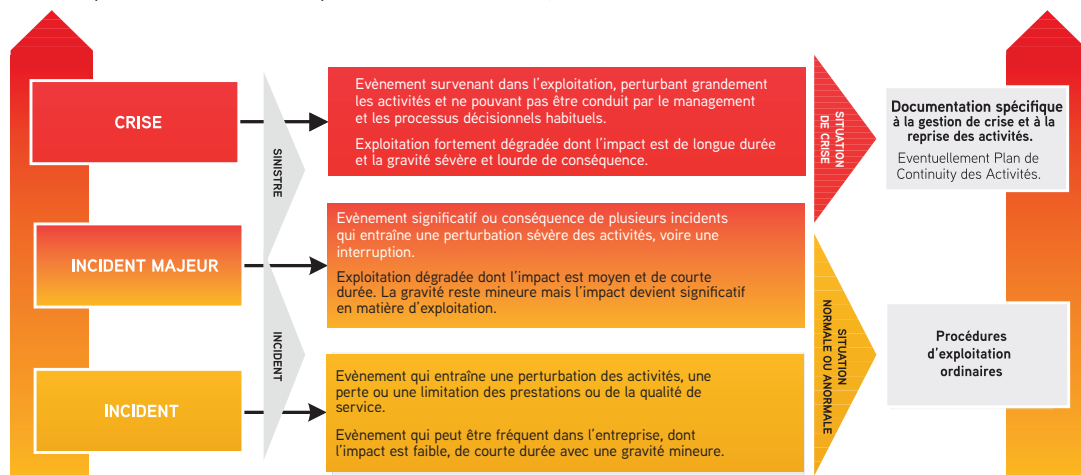 CRISE
SINISTRE
Evènement survenant dans l'exploitation, perturbant grandement
les activités et ne pouvant pas être conduit par le management
et les processus décisionnels habituels.
Exploitation fortement dégradée dont l'impact est de longue durée
et la gravité sévère et lourde de conséquence.
SITUATION
DE CRISE
Documentation spécifique
à la gestion de crise et à la
reprise des activités.
Eventuellement Plan de
Continuity des Activités.
INCIDENT MAJEUR
Evènement significatif ou conséquence de plusieurs incidents
qui entraîne une perturbation sévère des activités, voire une
interruption.
Exploitation dégradée dont l'impact est moyen et de courte
durée. La gravité reste mineure mais l'impact devient significatif
en matière d'exploitation.
INCIDENT
SITUATION
NORMALE OU ANORMALE
Procédures
d'exploitation
ordinaires
INCIDENT
Evènement qui entraîne une perturbation des activités, une
perte ou une limitation des prestations ou de la qualité de
service.
Evènement qui peut être fréquent dans l'entreprise, dont
l'impact est faible, de courte durée avec une gravité mineure.